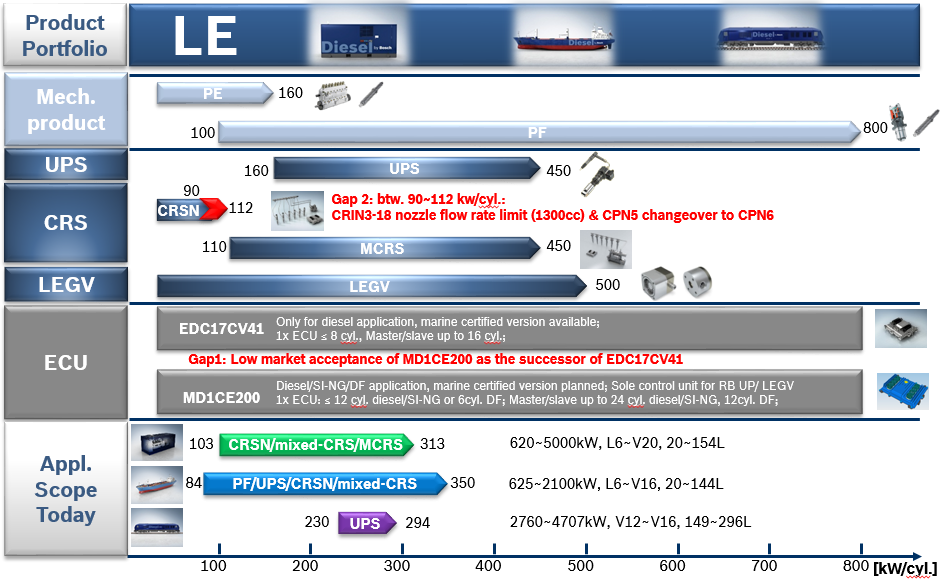 Product
Portfolio
LE
Diesel by Bosch
Diesel
Diesel
Mech.
product
PE
160
100
PF
800
UPS
160
UPS
450
CRS
90
CRSN
112
Gap 2: btw. 90~112 kw/cyl.:
CRIN3-18 nozzle flow rate limit (1300cc) & CPN5 changeover to CPN6
110
MCRS
450
LEGV
LEGV
500
ECU
EDC17CV41
Only for diesel application, marine certified version available;
1x ECU ≤ 8 cyl., Master/slave up to 16 cyl.;
Gap1: Low market acceptance of MD1CE200 as the successor of EDC17CV41
MD1CE200
Diesel/SI-NG/DF application, marine certified version planned; Sole control unit for RB UP/ LEGV
1x ECU: ≤ 12 cyl. diesel/SI-NG or 6cyl. DF; Master/slave up to 24 cyl. diesel/SI-NG, 12cyl. DF;
Appl.
Scope
Today
103
CRSN/mixed-CRS/MCRS
313
620~5000kW, L6~V20, 20~154L
84
PF/UPS/CRSN/mixed-CRS
350
625~2100kW, L6~V16, 20~144L
230
UPS
294
2760~4707kW, V12~V16, 149~296L
100
200
300
400
500
600
700
800
[kW/cyl.]